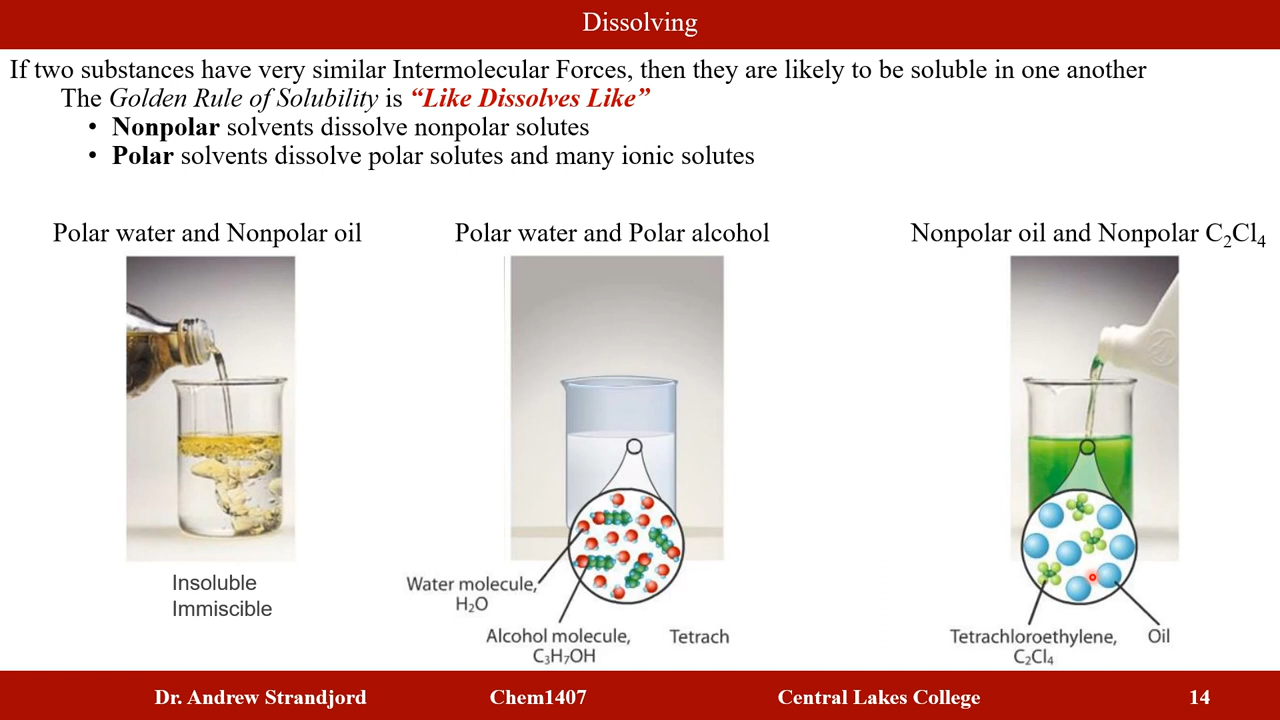 Dissolving
If two substances have very similar Intermolecular Forces, then they are likely to be soluble in one another
The Golden Rule of Solubility is “Like Dissolves Like”
• Nonpolar solvents dissolve nonpolar solutes
• Polar solvents dissolve polar solutes and many ionic solutes
Polar water and Nonpolar oil
Polar water and Polar alcohol
Nonpolar oil and Nonpolar C₂Cl₄
Insoluble
Immiscible
Water molecule,
H₂O
Alcohol molecule,
C₃H₇OH
Tetrach
Tetrachloroethylene,
C₂Cl₄
Oil
Dr. Andrew Strandjord
Chem1407
Central Lakes College
14